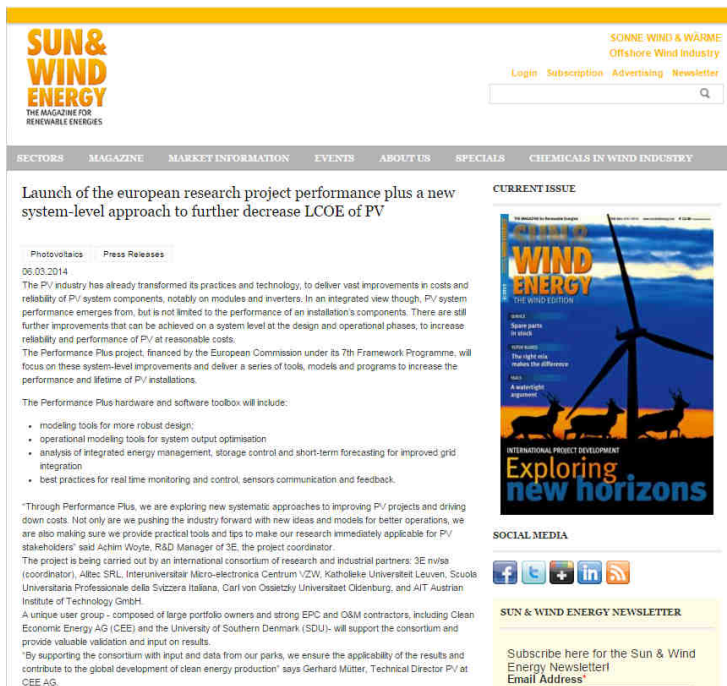 SUN&
WIND
ENERGY
THE MAGAZINE FOR
RENEWABLE ENERGIES
SONNE WIND & WÄRME
Offshore Wind Industry
Login Subscription Advertising Newsletter
SECTORS MAGAZINE MARKET INFORMATION EVENTS ABOUT US SPECIALS CHEMICALS IN WIND INDUSTRY
Launch of the european research project performance plus a new
system-level approach to further decrease LCOE of PV
Photovoltaics Press Releases
06.03.2014
The PV industry has already transformed its practices and technology, to deliver vast improvements in costs and
reliability of PV system components, notably on modules and inverters. In an integrated view though, PV system
performance emerges from, but is not limited to the performance of an installation's components. There are still
further improvements that can be achieved on a system level at the design and operational phases, to increase
reliability and performance of PV at reasonable costs.
The Performance Plus project, financed by the European Commission under its 7th Framework Programme, will
focus on these system-level improvements and deliver a series of tools, models and programs to increase the
performance and lifetime of PV installations.
The Performance Plus hardware and software toolbox will include:
• modeling tools for more robust design;
• operational modeling tools for system output optimisation
• analysis of integrated energy management, storage control and short-term forecasting for improved grid
integration
• best practices for real time monitoring and control, sensors communication and feedback.
"Through Performance Plus, we are exploring new systematic approaches to improving PV projects and driving
down costs. Not only are we pushing the industry forward with new ideas and models for better operations, we
are also making sure we provide practical tools and tips to make our research immediately applicable for PV
stakeholders" said Achim Woyte, R&D Manager of 3E, the project coordinator.
The project is being carried out by an international consortium of research and industrial partners: 3E nv/sa
(coordinator), Alitec SRL, Interuniversitair Micro-electronica Centrum VZW, Katholieke Universiteit Leuven, Scuola
Universitaria Professionale della Svizzera Italiana, Carl von Ossietzky Universitaet Oldenburg, and AIT Austrian
Institute of Technology GmbH.
A unique user group - composed of large portfolio owners and strong EPC and O&M contractors, including Clean
Economic Energy AG (CEE) and the University of Southern Denmark (SDU)- will support the consortium and
provide valuable validation and input on results.
"By supporting the consortium with input and data from our parks, we ensure the applicability of the results and
contribute to the global development of clean energy production" says Gerhard Mütter, Technical Director PV at
CEE AG.
CURRENT ISSUE
SUN&
WIND
ENERGY
THE WIND EDITION
Spare parts
in stock
The right mix
makes the difference
A watertight
argument
INTERNATIONAL PROJECT DEVELOPMENT
Exploring
new horizons
SOCIAL MEDIA
SUN & WIND ENERGY NEWSLETTER
Subscribe here for the Sun & Wind
Energy Newsletter!
Email Address*